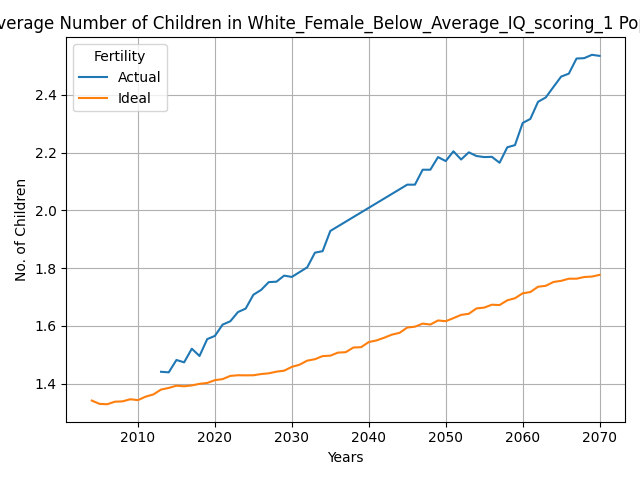 verage Number of Children in White_Female_Below_Average_IQ_scoring_1 Pop
Fertility
Actual
Ideal
No. of Children
2.4
2.2
2.0
1.8
1.6
1.4
2010 2020 2030 2040 2050 2060 2070
Years